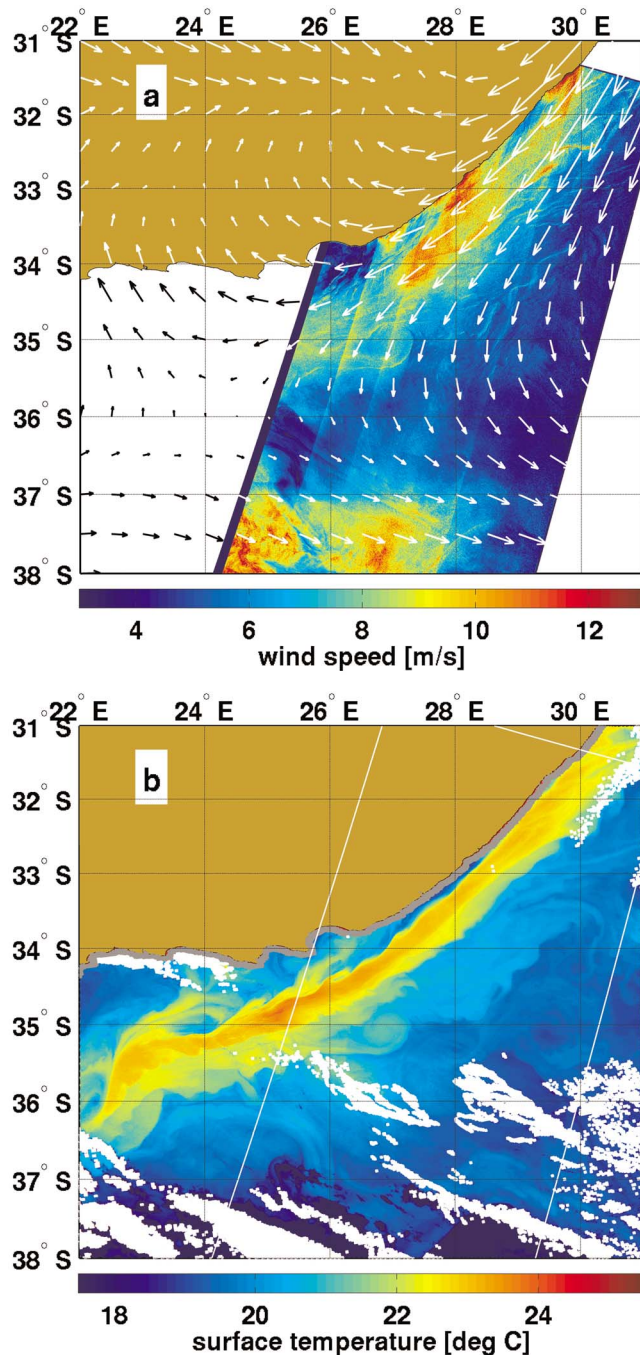 22° E 24° E 26° E 28° E 30° E
31° S
a
32° S
33° S
34° S
35° S
36° S
37° S
38° S
4 6 8 10 12
wind speed [m/s]
22° E 24° E 26° E 28° E 30° E
31° S
b
32° S
33° S
34° S
35° S
36° S
37° S
38° S
18 20 22 24
surface temperature [deg C]